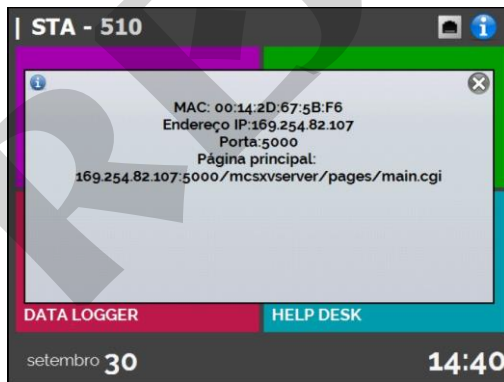 | STA - 510
MAC: 00:14:2D:67:5B:F6
Endereço IP:169.254.82.107
Porta:5000
Página principal:
169.254.82.107:5000/mcsxvserver/pages/main.cgi
DATA LOGGER
HELP DESK
setembro 30
14:40